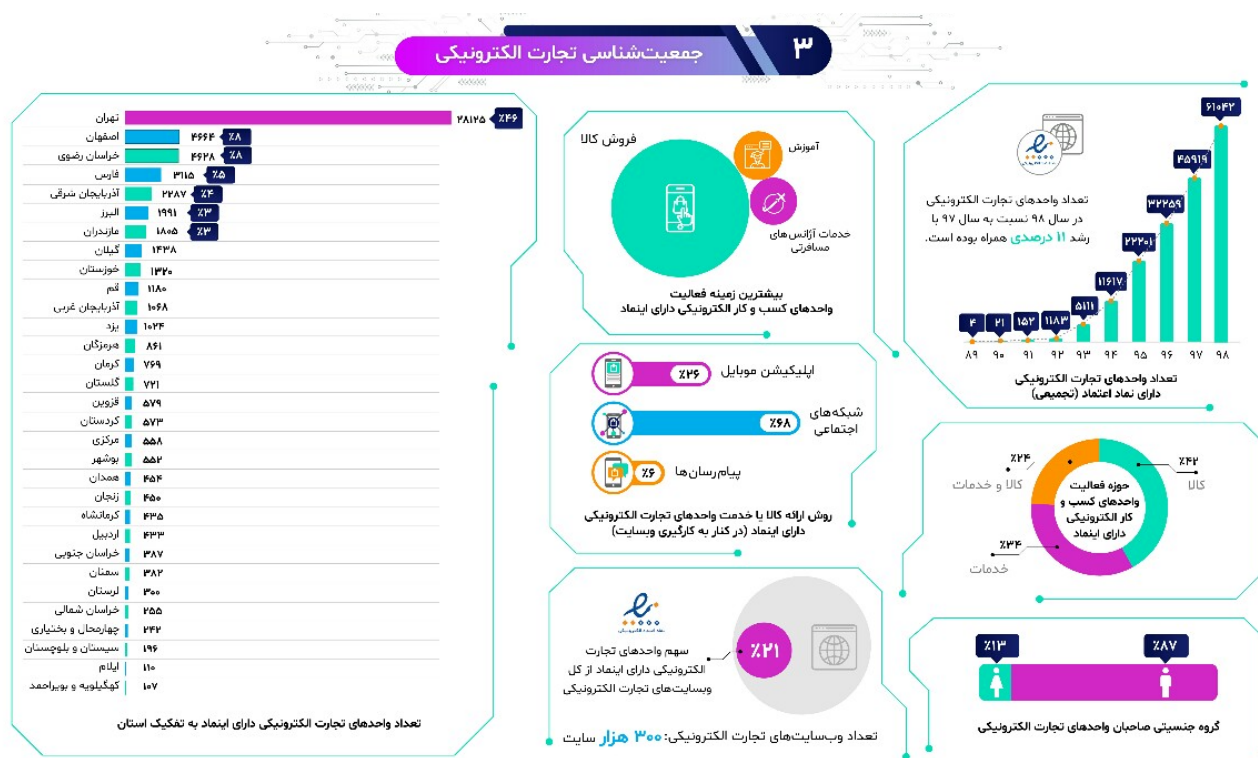 ۳
جمعیت‌شناسی تجارت الکترونیکی
تعداد واحدهای تجارت الکترونیکی
در سال ۹۸ نسبت به سال ۹۷ با
رشد ۱۱ درصدی همراه بوده است.
۴ ۲۱ ۱۵۲ ۱۱۸۳ ۵۱۱۱ ۱۱۶۱۷ ۲۲۲۰۱ ۳۲۲۵۹ ۴۵۹۱۹ ۶۱۰۴۲
۸۹ ۹۰ ۹۱ ۹۲ ۹۳ ۹۴ ۹۵ ۹۶ ۹۷ ۹۸
تعداد واحدهای تجارت الکترونیکی
دارای نماد اعتماد (تجمیعی)
٪۴۲
کالا
٪۲۴
کالا و خدمات
٪۳۴
خدمات
حوزه فعالیت
واحدهای کسب و
کار الکترونیکی
دارای اینماد
٪۸۷
٪۱۳
گروه جنسیتی صاحبان واحدهای تجارت الکترونیکی
فروش کالا
آموزش
خدمات آژانس‌های
مسافرتی
بیشترین زمینه فعالیت
واحدهای کسب و کار الکترونیکی دارای اینماد
اپلیکیشن موبایل ٪۲۶
شبکه‌های
اجتماعی
٪۶۸
پیام‌رسان‌ها ٪۶
روش ارائه کالا یا خدمت واحدهای تجارت الکترونیکی
دارای اینماد (در کنار به کارگیری وبسایت)
٪۲۱
سهم واحدهای تجارت
الکترونیکی دارای اینماد از کل
وبسایت‌های تجارت الکترونیکی
تعداد وب‌سایت‌های تجارت الکترونیکی: ۳۰۰ هزار سایت
تهران ۲۸۱۲۵ ٪۴۶
اصفهان ۴۶۶۴ ٪۸
خراسان رضوی ۴۶۲۸ ٪۸
فارس ۳۱۱۵ ٪۵
آذربایجان شرقی ۲۲۸۷ ٪۴
البرز ۱۹۹۱ ٪۳
مازندران ۱۸۰۵ ٪۳
گیلان ۱۴۳۸
خوزستان ۱۳۲۰
قم ۱۱۸۰
آذربایجان غربی ۱۰۶۸
یزد ۱۰۲۴
هرمزگان ۸۶۱
کرمان ۷۶۹
گلستان ۷۲۱
قزوین ۵۷۹
کردستان ۵۷۳
مرکزی ۵۵۸
بوشهر ۵۵۲
همدان ۴۵۴
زنجان ۴۵۰
کرمانشاه ۴۳۵
اردبیل ۴۳۳
خراسان جنوبی ۳۸۷
سمنان ۳۸۲
لرستان ۳۰۰
خراسان شمالی ۲۵۵
چهارمحال و بختیاری ۲۴۲
سیستان و بلوچستان ۱۹۶
ایلام ۱۱۰
کهگیلویه و بویراحمد ۱۰۷
تعداد واحدهای تجارت الکترونیکی دارای اینماد به تفکیک استان